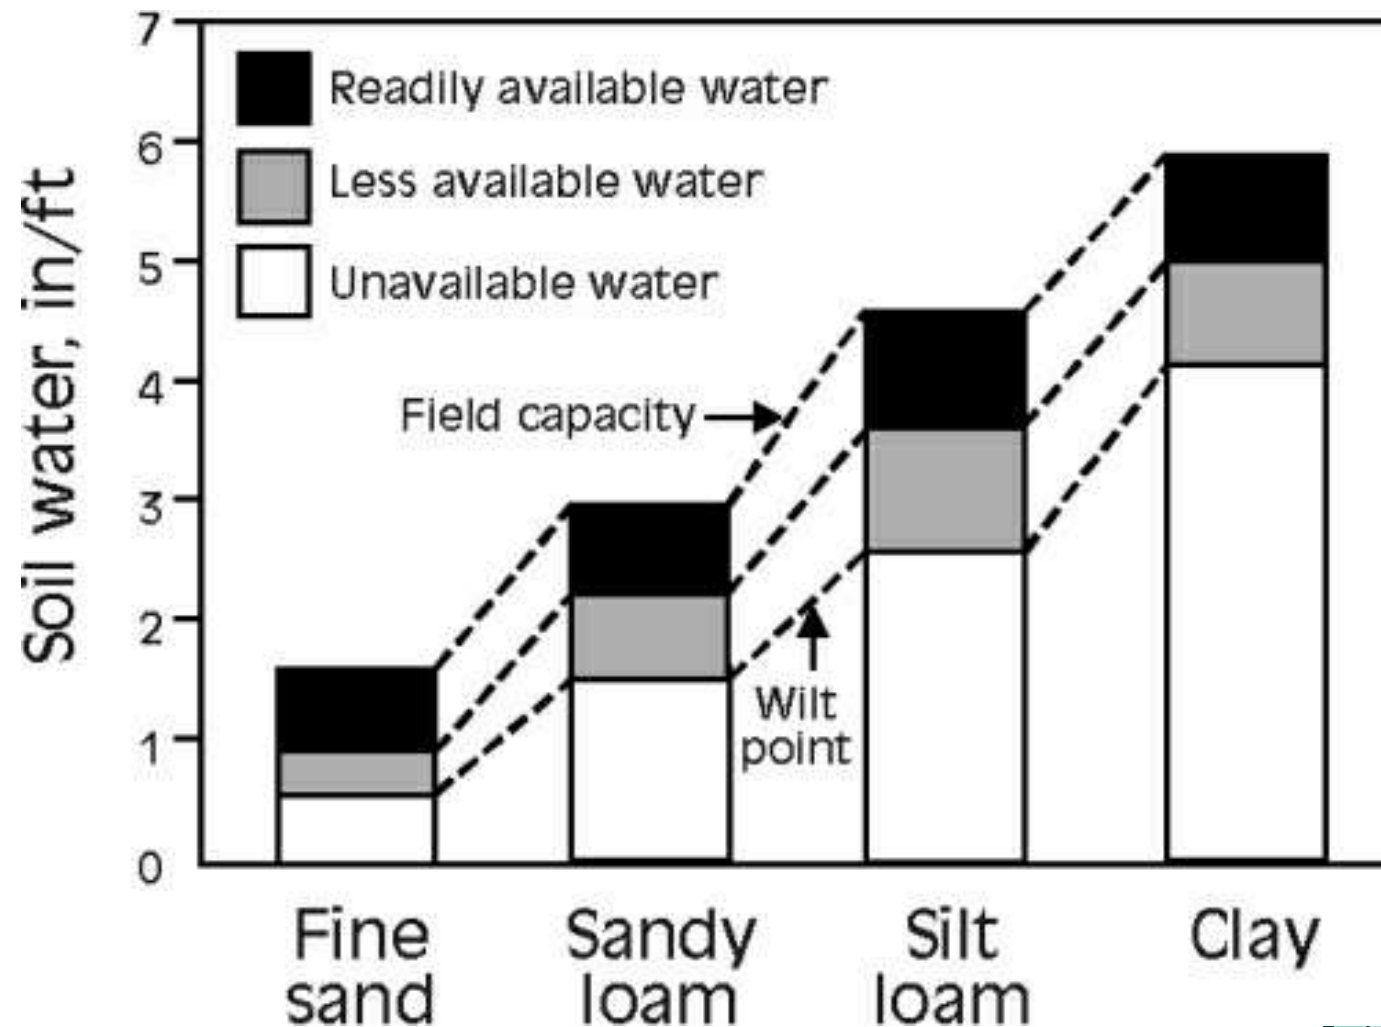 7
6
5
4
3
2
1
0
Soil water, in/ft
Readily available water
Less available water
Unavailable water
Field capacity
Wilt
point
Fine
sand
Sandy
loam
Silt
loam
Clay